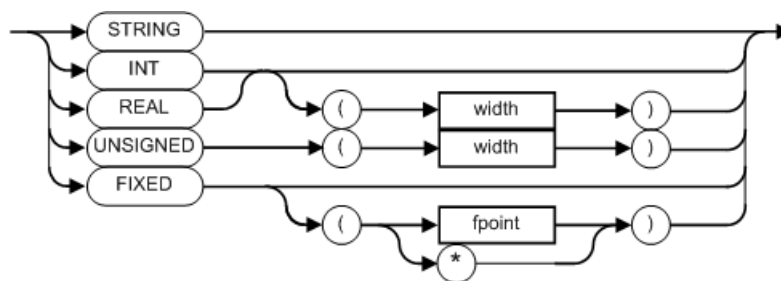 STRING
INT
REAL ( width )
UNSIGNED ( width )
FIXED
( fpoint )
*